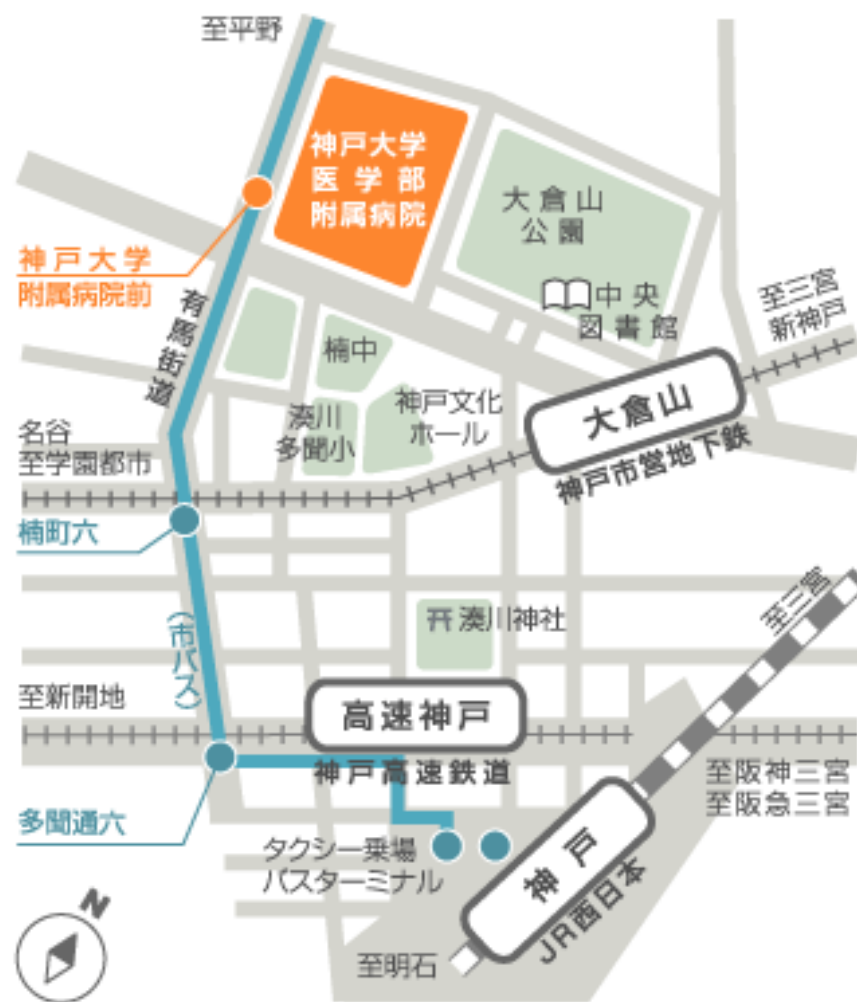 至平野
神戸大学
医学部
附属病院
大倉山
公園
神戸大学
附属病院前
有馬街道
中央
図書館
至三宮
新神戸
楠中
湊川
多聞小
神戸文化
ホール
大倉山
神戸市営地下鉄
名谷
至学園都市
楠町六
(市バス)
湊川神社
至三宮
至新開地
高速神戸
神戸高速鉄道
至阪神三宮
至阪急三宮
多聞通六
タクシー乗場
バスターミナル
神戸
JR西日本
至明石
N